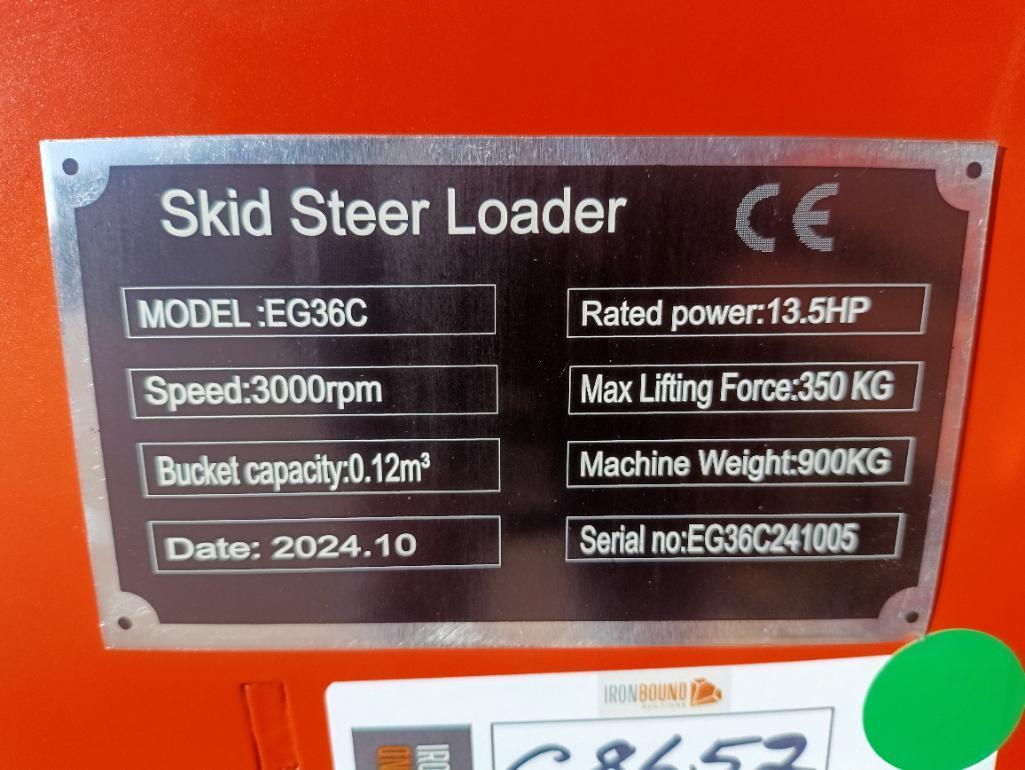 Skid Steer Loader CE
MODEL :EG36C
Rated power:13.5HP
Speed:3000rpm
Max Lifting Force:350 KG
Bucket capacity:0.12m³
Machine Weight:900KG
Date: 2024.10
Serial no:EG36C241005
IRONBOUND
AUCTIONS